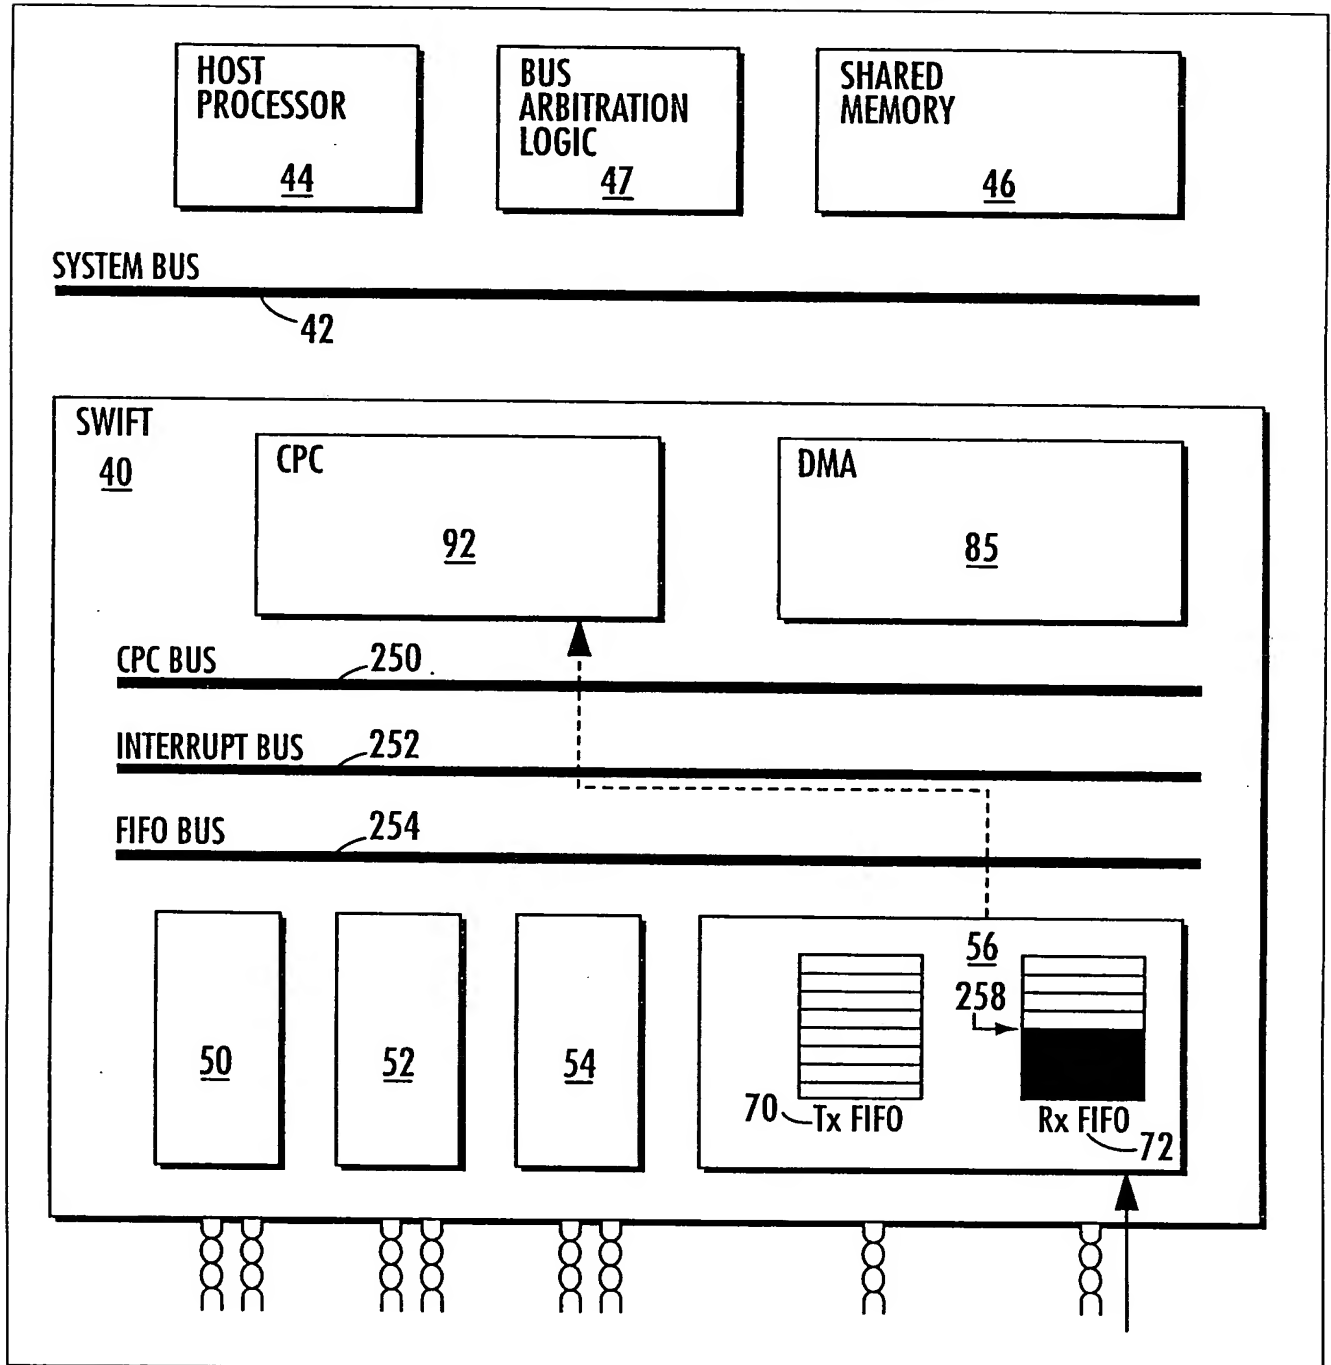 HOST
PROCESSOR
44
BUS
ARBITRATION
LOGIC
47
SHARED
MEMORY
46
SYSTEM BUS
42
SWIFT
40
CPC
92
DMA
85
CPC BUS
250
INTERRUPT BUS
252
FIFO BUS
254
50
52
54
56
258
70
Tx FIFO
Rx FIFO
72